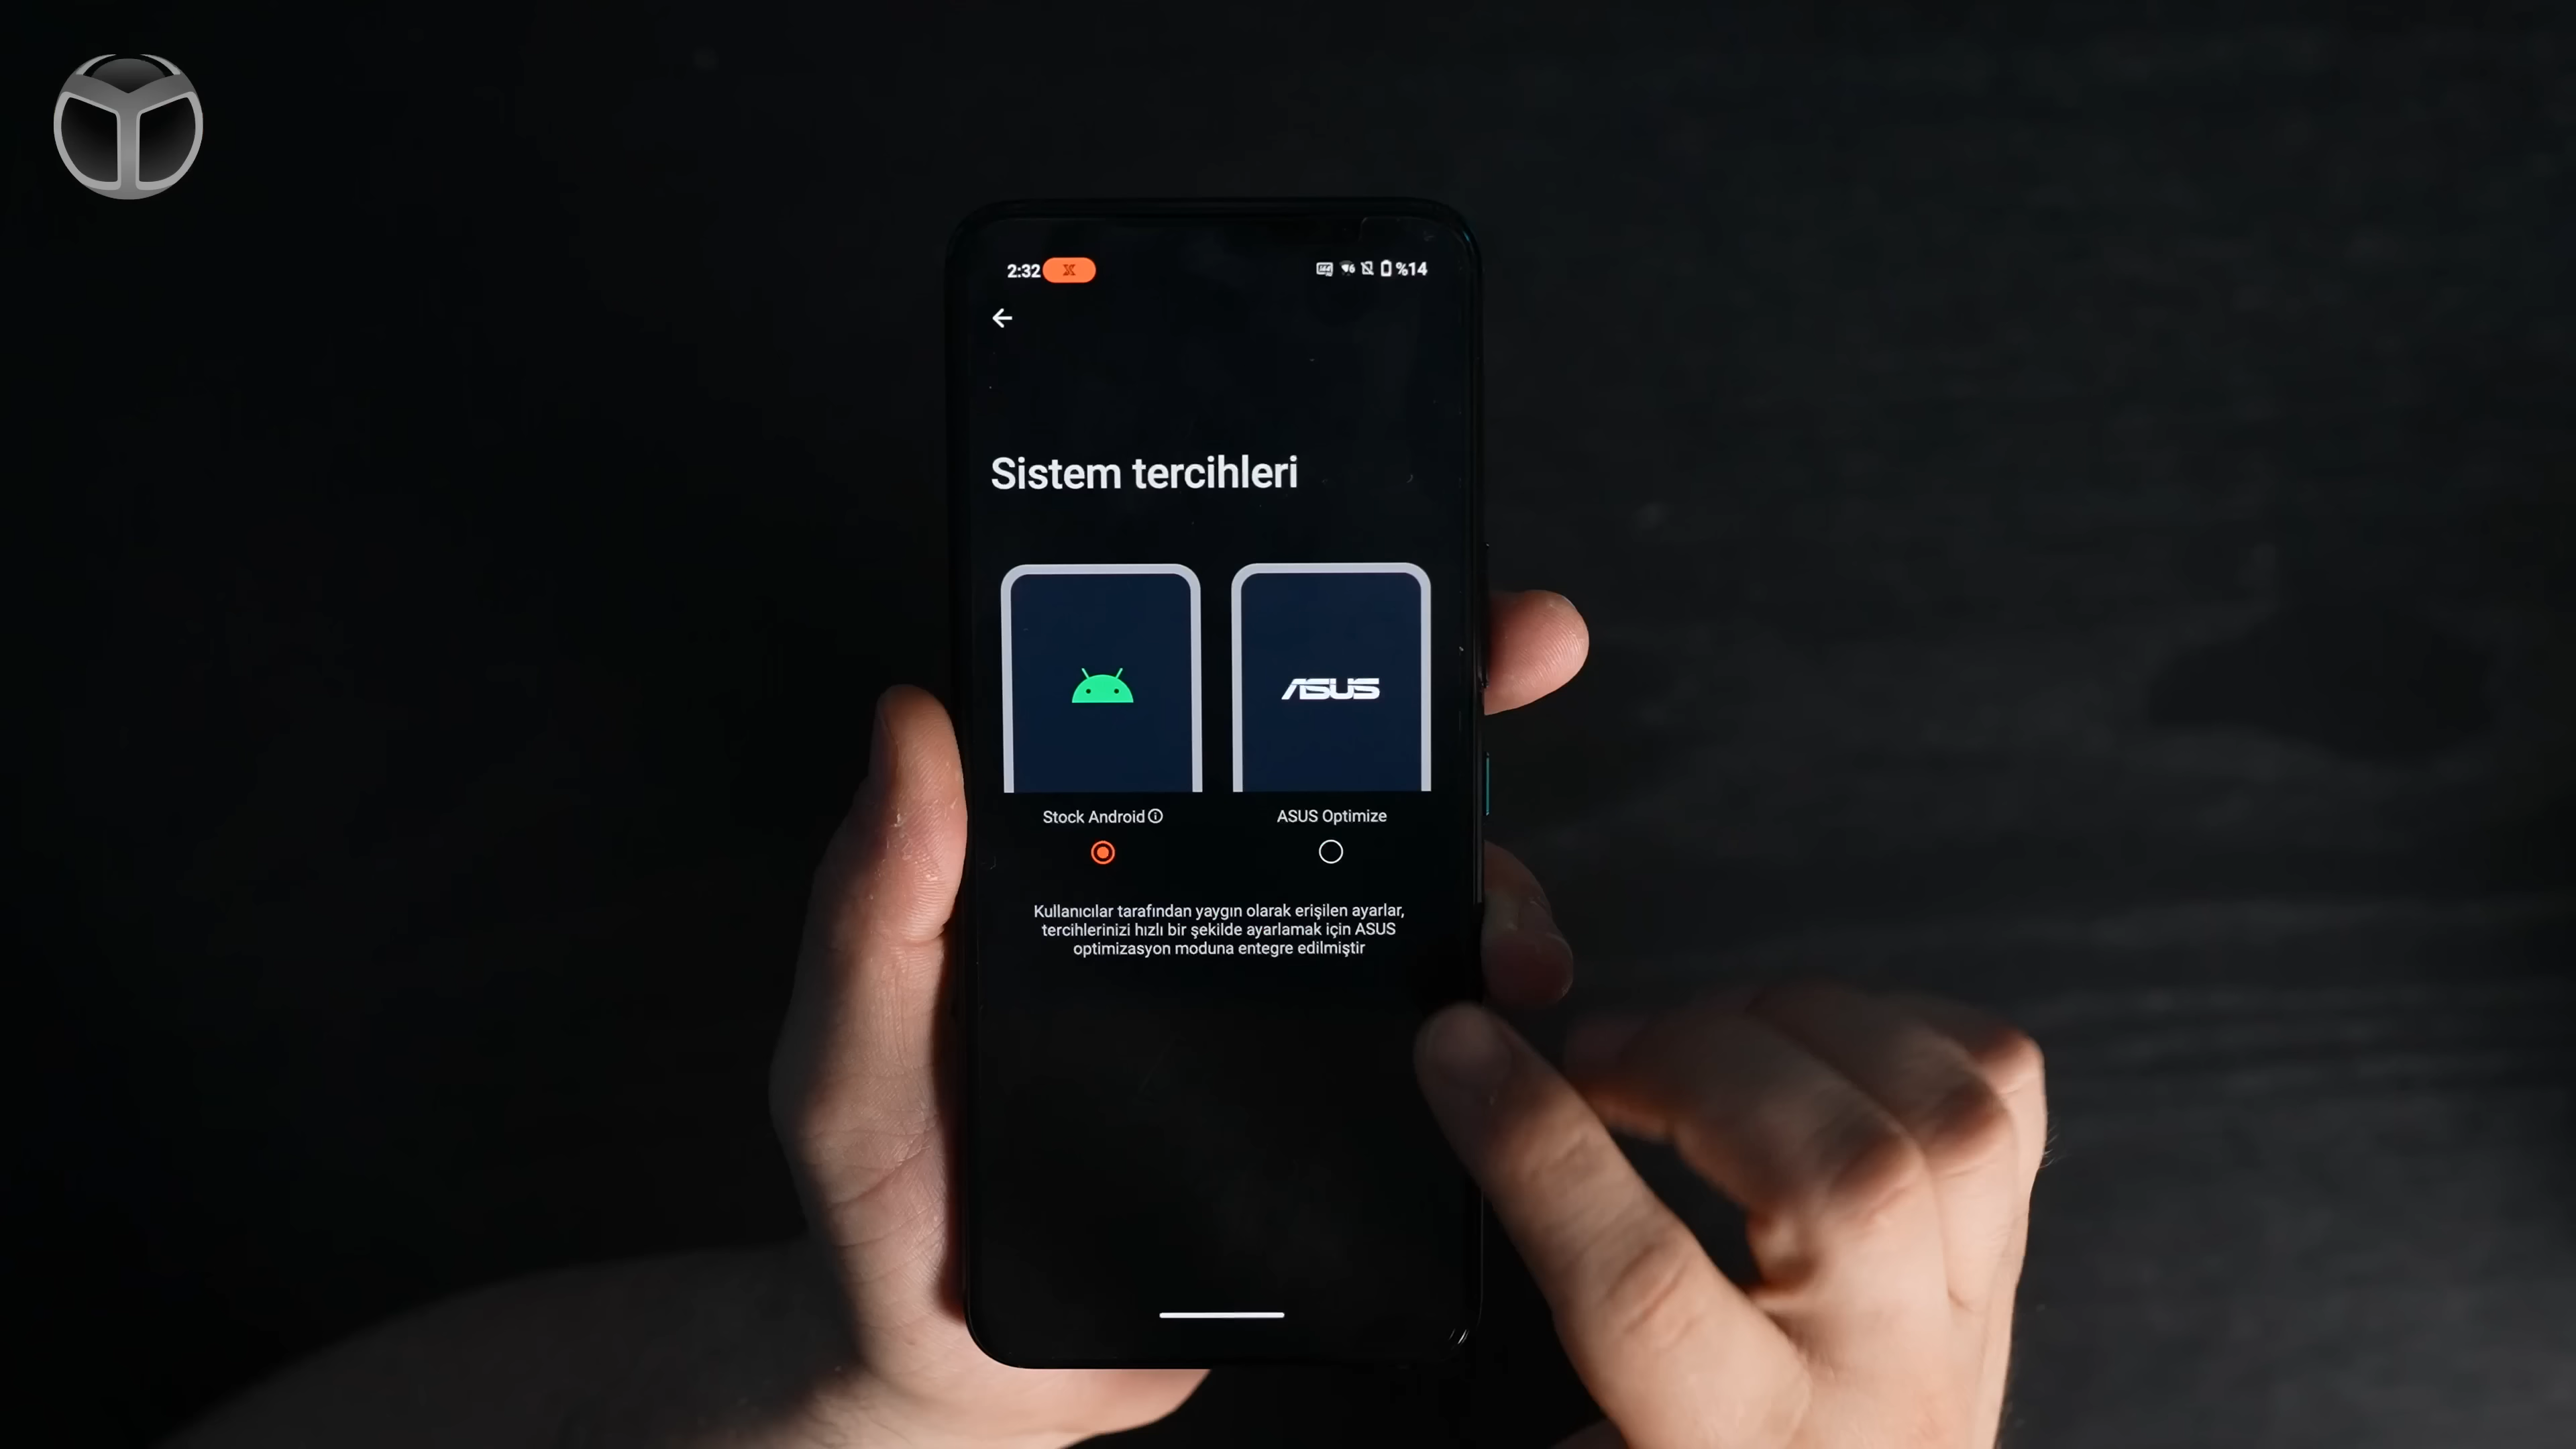 2:32 X %14
Sistem tercihleri
ASUS
Stock Android ASUS Optimize
Kullanıcılar tarafından yaygın olarak erişilen ayarlar,
tercihlerinizi hızlı bir şekilde ayarlamak için ASUS
optimizasyon moduna entegre edilmiştir